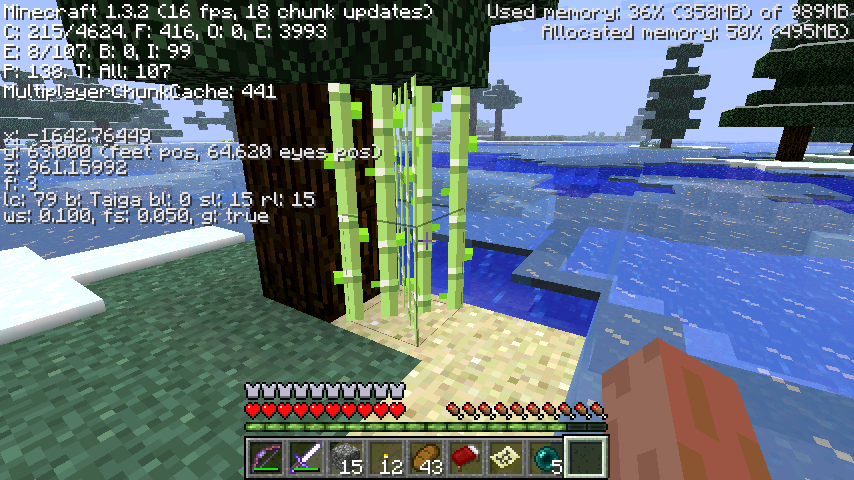 Minecraft 1.3.2 (16 fps, 18 chunk updates)
C: 215/4624, F: 416, O: 0, E: 3993
E: 8/107. B: 0, I: 99
P: 138. T: All: 107
MultiplayerChunkCache: 441
x: -1642.76449
y: 63.000 (feet pos, 64.620 eyes pos)
z: 961.15992
f: 3
lc: 79 b: Taiga bl: 0 sl: 15 rl: 15
ws: 0.100, fs: 0.050, g: true
Used memory: 36% (358MB) of 989MB
Allocated memory: 50% (495MB)
15 12 43 5